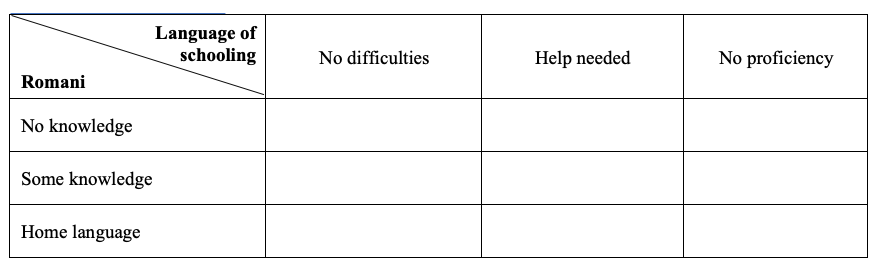 Language of
schooling
Romani
No difficulties
Help needed
No proficiency
No knowledge
Some knowledge
Home language